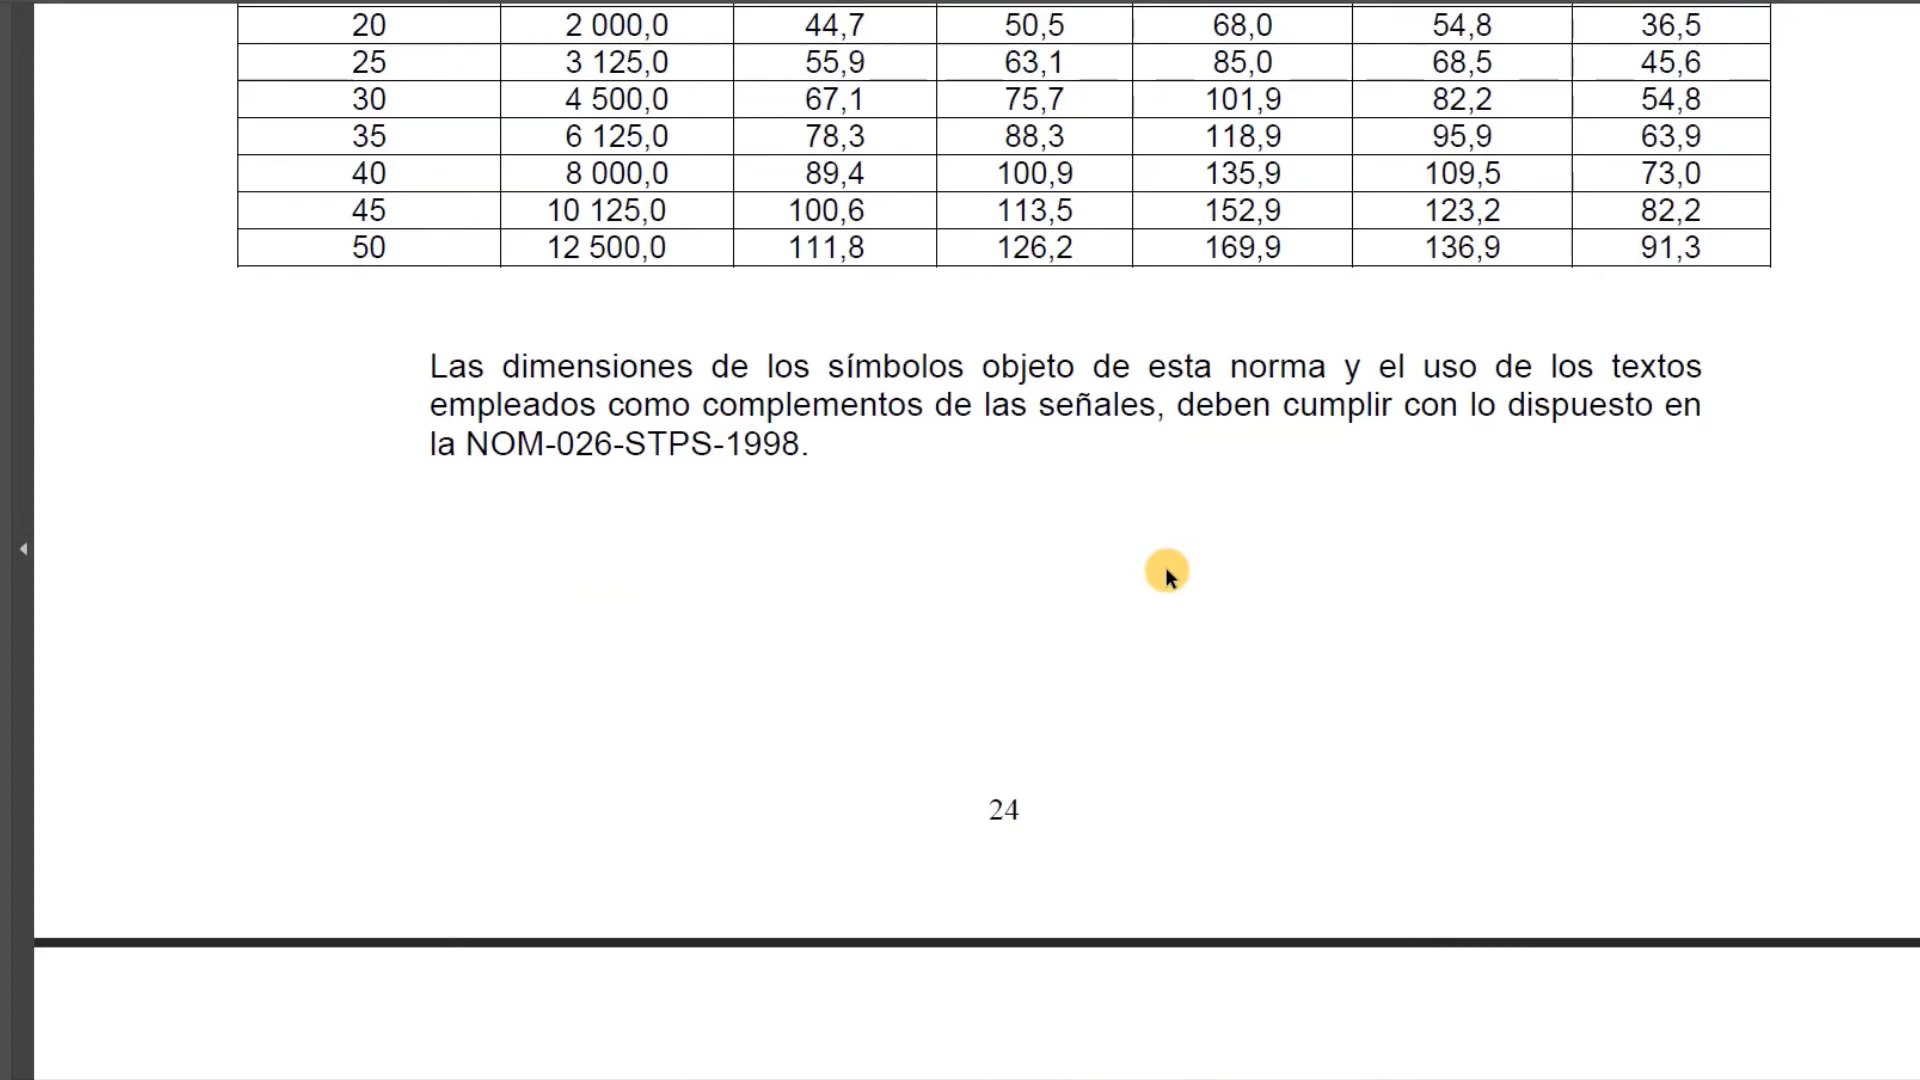 20 2 000,0 44,7 50,5 68,0 54,8 36,5
25 3 125,0 55,9 63,1 85,0 68,5 45,6
30 4 500,0 67,1 75,7 101,9 82,2 54,8
35 6 125,0 78,3 88,3 118,9 95,9 63,9
40 8 000,0 89,4 100,9 135,9 109,5 73,0
45 10 125,0 100,6 113,5 152,9 123,2 82,2
50 12 500,0 111,8 126,2 169,9 136,9 91,3
Las dimensiones de los símbolos objeto de esta norma y el uso de los textos
empleados como complementos de las señales, deben cumplir con lo dispuesto en
la NOM-026-STPS-1998.
24